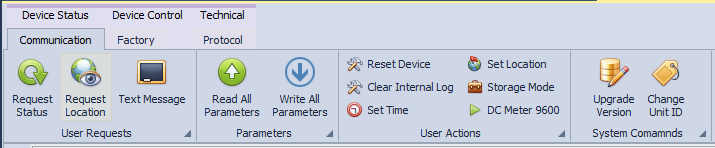 Device Status Device Control Technical
Communication Factory Protocol
Request Status
Request Location
Text Message
User Requests
Read All Parameters
Write All Parameters
Parameters
Reset Device
Clear Internal Log
Set Time
Set Location
Storage Mode
DC Meter 9600
User Actions
Upgrade Version
Change Unit ID
System Comamnds